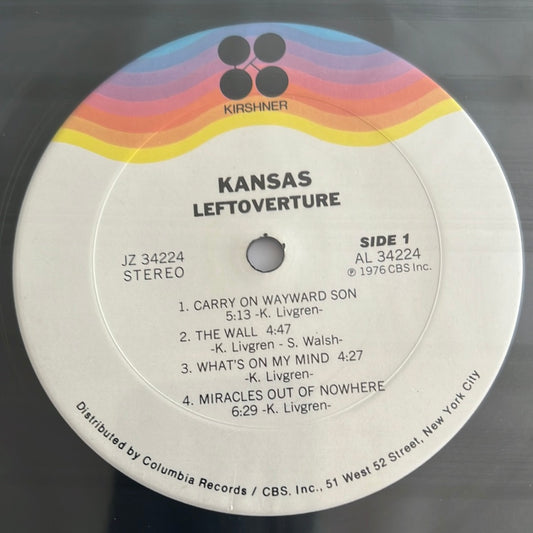 KIRSHNER
KANSAS
LEFTOVERTURE
JZ 34224
STEREO
SIDE 1
AL 34224
℗ 1976 CBS Inc.
1. CARRY ON WAYWARD SON
5:13 -K. Livgren-
2. THE WALL 4:47
-K. Livgren - S. Walsh-
3. WHAT'S ON MY MIND 4:27
-K. Livgren-
4. MIRACLES OUT OF NOWHERE
6:29 -K. Livgren-
Distributed by Columbia Records / CBS. Inc., 51 West 52 Street, New York City